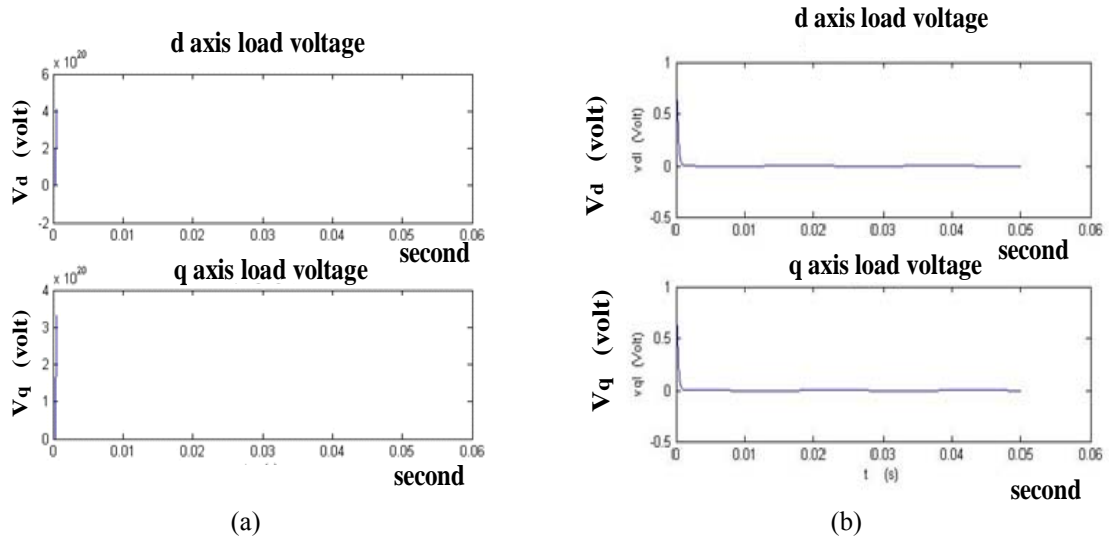 d axis load voltage
x 10^20
6
4
2
0
-2
0 0.01 0.02 0.03 0.04 0.05 0.06
Vd (volt)
second
q axis load voltage
x 10^20
4
3
2
1
0
0 0.01 0.02 0.03 0.04 0.05 0.06
Vq (volt)
second
(a)
d axis load voltage
1
0.5
0
-0.5
0 0.01 0.02 0.03 0.04 0.05 0.06
Vd (volt)
vdl (Volt)
second
q axis load voltage
1
0.5
0
-0.5
0 0.01 0.02 0.03 0.04 0.05 0.06
Vq (volt)
vql (Volt)
t (s)
second
(b)